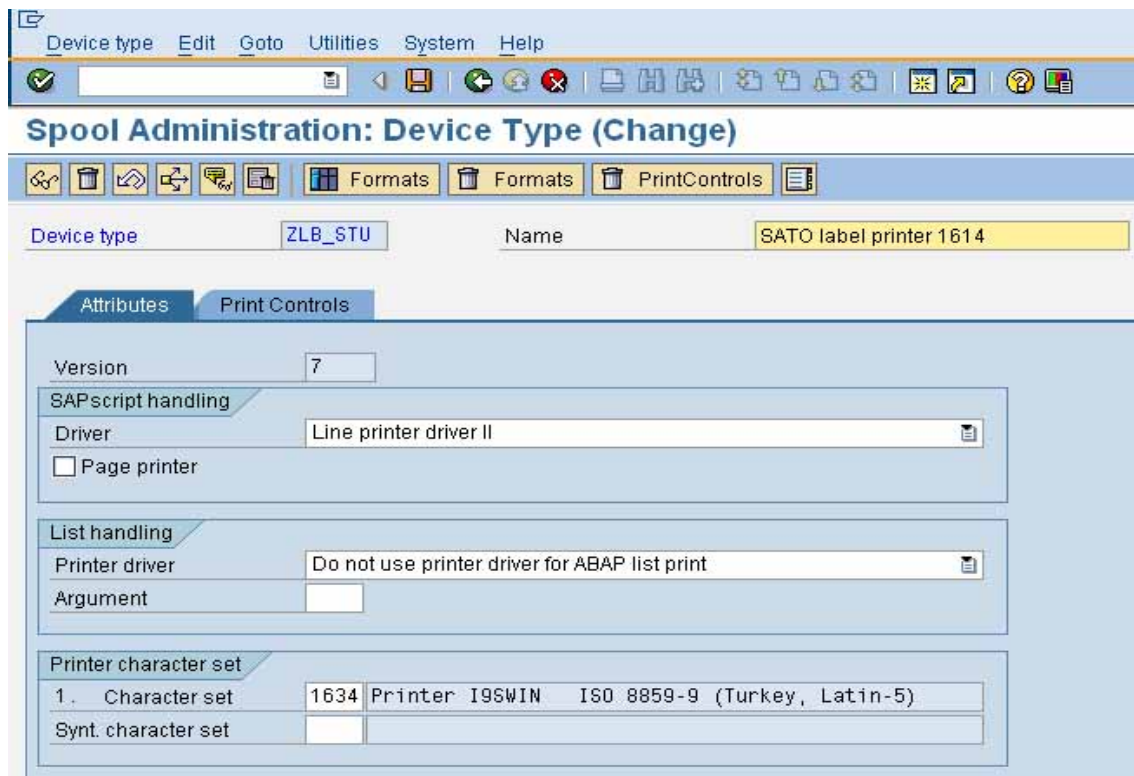 Device type Edit Goto Utilities System Help
Spool Administration: Device Type (Change)
Formats Formats PrintControls
Device type ZLB_STU Name SATO label printer 1614
Attributes Print Controls
Version 7
SAPscript handling
Driver Line printer driver II
Page printer
List handling
Printer driver Do not use printer driver for ABAP list print
Argument
Printer character set
1. Character set 1634 Printer I9SWIN ISO 8859-9 (Turkey, Latin-5)
Synt. character set